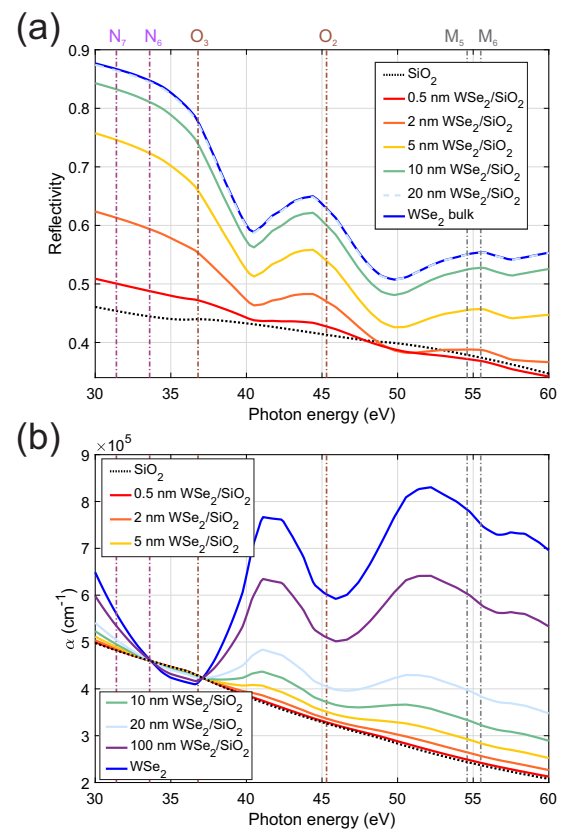 (a)
N₇ N₆ O₃ O₂ M₅ M₆
0.9
0.8
0.7
0.6
0.5
0.4
Reflectivity
SiO₂
0.5 nm WSe₂/SiO₂
2 nm WSe₂/SiO₂
5 nm WSe₂/SiO₂
10 nm WSe₂/SiO₂
20 nm WSe₂/SiO₂
WSe₂ bulk
30 35 40 45 50 55 60
Photon energy (eV)
(b)
×10⁵
9
8
7
6
5
4
3
2
α (cm⁻¹)
SiO₂
0.5 nm WSe₂/SiO₂
2 nm WSe₂/SiO₂
5 nm WSe₂/SiO₂
10 nm WSe₂/SiO₂
20 nm WSe₂/SiO₂
100 nm WSe₂/SiO₂
WSe₂
30 35 40 45 50 55 60
Photon energy (eV)